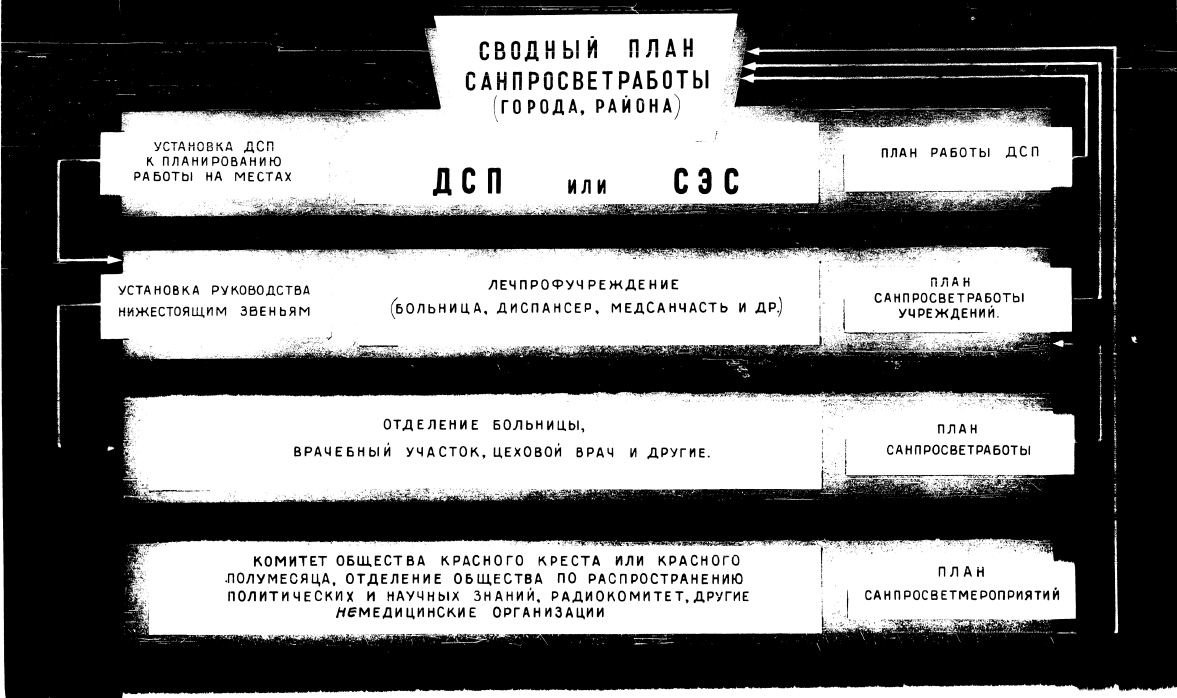 СВОДНЫЙ ПЛАН
САНПРОСВЕТРАБОТЫ
(ГОРОДА, РАЙОНА)
УСТАНОВКА ДСП
К ПЛАНИРОВАНИЮ
РАБОТЫ НА МЕСТАХ
ДСП ИЛИ СЭС
ПЛАН РАБОТЫ ДСП
УСТАНОВКА РУКОВОДСТВА
НИЖЕСТОЯЩИМ ЗВЕНЬЯМ
ЛЕЧПРОФУЧРЕЖДЕНИЕ
(БОЛЬНИЦА, ДИСПАНСЕР, МЕДСАНЧАСТЬ И ДР.)
ПЛАН
САНПРОСВЕТРАБОТЫ
УЧРЕЖДЕНИЙ.
ОТДЕЛЕНИЕ БОЛЬНИЦЫ,
ВРАЧЕБНЫЙ УЧАСТОК, ЦЕХОВОЙ ВРАЧ И ДРУГИЕ.
ПЛАН
САНПРОСВЕТРАБОТЫ
КОМИТЕТ ОБЩЕСТВА КРАСНОГО КРЕСТА ИЛИ КРАСНОГО
ПОЛУМЕСЯЦА, ОТДЕЛЕНИЕ ОБЩЕСТВА ПО РАСПРОСТРАНЕНИЮ
ПОЛИТИЧЕСКИХ И НАУЧНЫХ ЗНАНИЙ, РАДИОКОМИТЕТ, ДРУГИЕ
НЕМЕДИЦИНСКИЕ ОРГАНИЗАЦИИ
ПЛАН
САНПРОСВЕТМЕРОПРИЯТИЙ